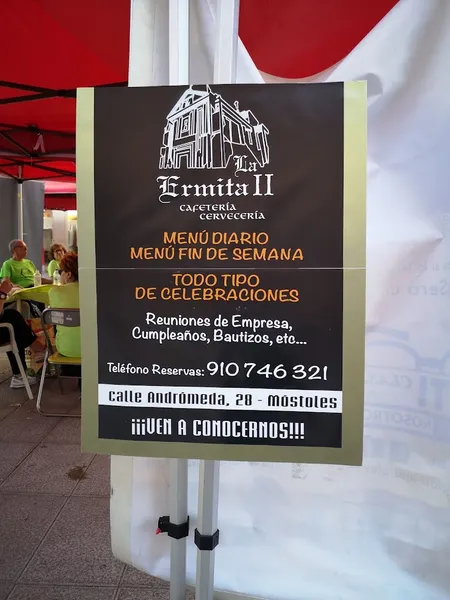 La
Ermita II
CAFETERÍA
CERVECERÍA
MENÚ DIARIO
MENÚ FIN DE SEMANA
TODO TIPO
DE CELEBRACIONES
Reuniones de Empresa,
Cumpleaños, Bautizos, etc...
Teléfono Reservas: 910 746 321
Calle Andrómeda, 28 - Móstoles
¡¡¡VEN A CONOCERNOS!!!